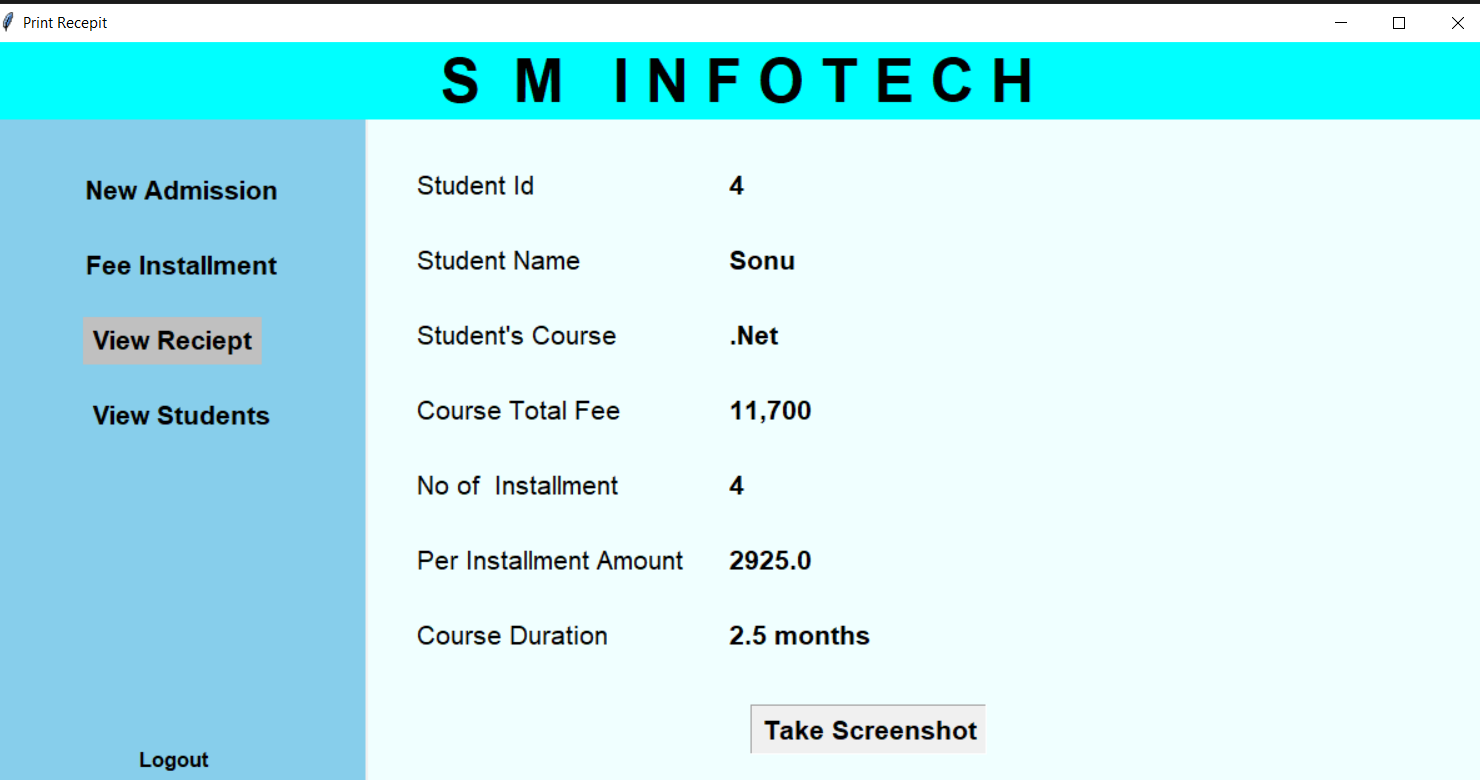 Print Recepit
S M INFOTECH
New Admission
Fee Installment
View Reciept
View Students
Logout
Student Id 4
Student Name Sonu
Student's Course .Net
Course Total Fee 11,700
No of Installment 4
Per Installment Amount 2925.0
Course Duration 2.5 months
Take Screenshot